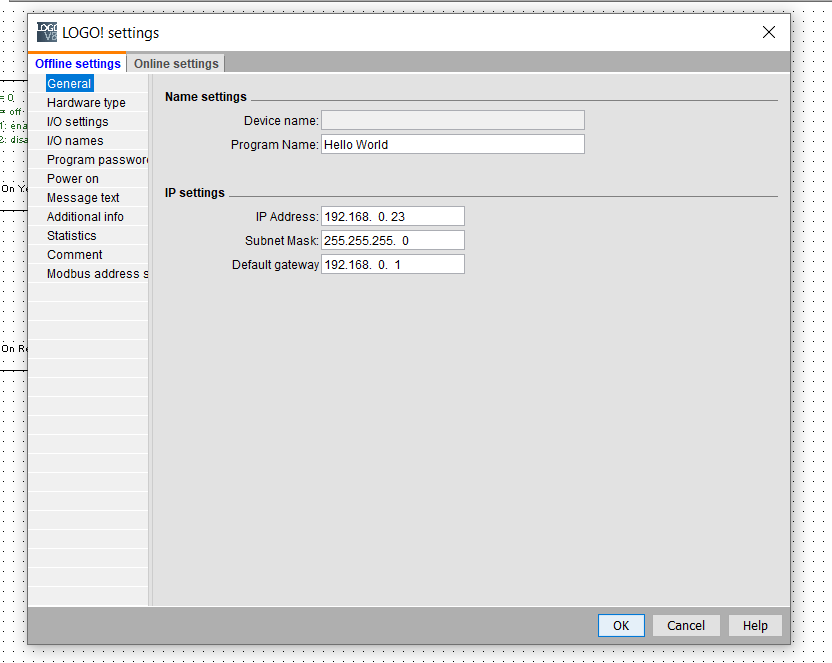 LOGO! settings
Offline settings
Online settings
General
Hardware type
I/O settings
I/O names
Program passwor
Power on
Message text
Additional info
Statistics
Comment
Modbus address s
Name settings
Device name:
Program Name: Hello World
IP settings
IP Address: 192.168. 0. 23
Subnet Mask: 255.255.255. 0
Default gateway 192.168. 0. 1
= 0,
= off
1: ena
2: disa
On Ye
On Re
OK
Cancel
Help